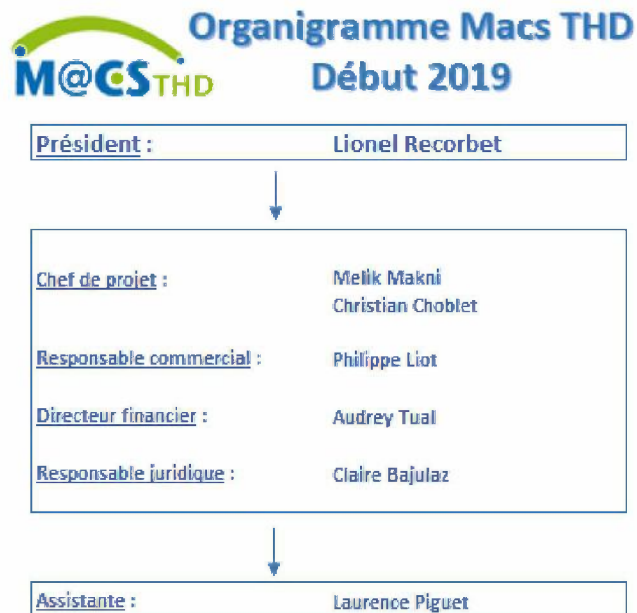 Organigramme Macs THD
Début 2019
M@CS THD
Président : Lionel Recorbet
Chef de projet : Melik Makni
Christian Choblet
Responsable commercial : Philippe Liot
Directeur financier : Audrey Tual
Responsable juridique : Claire Bajulaz
Assistante : Laurence Piguet